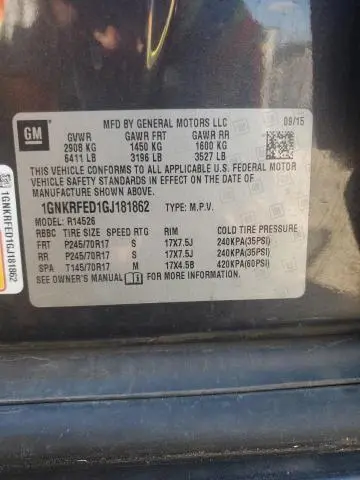 GM
MFD BY GENERAL MOTORS LLC 09/15
GVWR GAWR FRT GAWR RR
2908 KG 1450 KG 1600 KG
6411 LB 3196 LB 3527 LB
THIS VEHICLE CONFORMS TO ALL APPLICABLE U.S. FEDERAL MOTOR
VEHICLE SAFETY STANDARDS IN EFFECT ON THE DATE OF
MANUFACTURE SHOWN ABOVE.
1GNKRFED1GJ181862 TYPE: M.P.V.
MODEL: R14526
RBBC TIRE SIZE SPEED RTG RIM COLD TIRE PRESSURE
FRT P245/70R17 S 17X7.5J 240KPA(35PSI)
RR P245/70R17 S 17X7.5J 240KPA(35PSI)
SPA T145/70R17 M 17X4.5B 420KPA(60PSI)
SEE OWNER'S MANUAL FOR MORE INFORMATION.
1GNKRFED1GJ181862